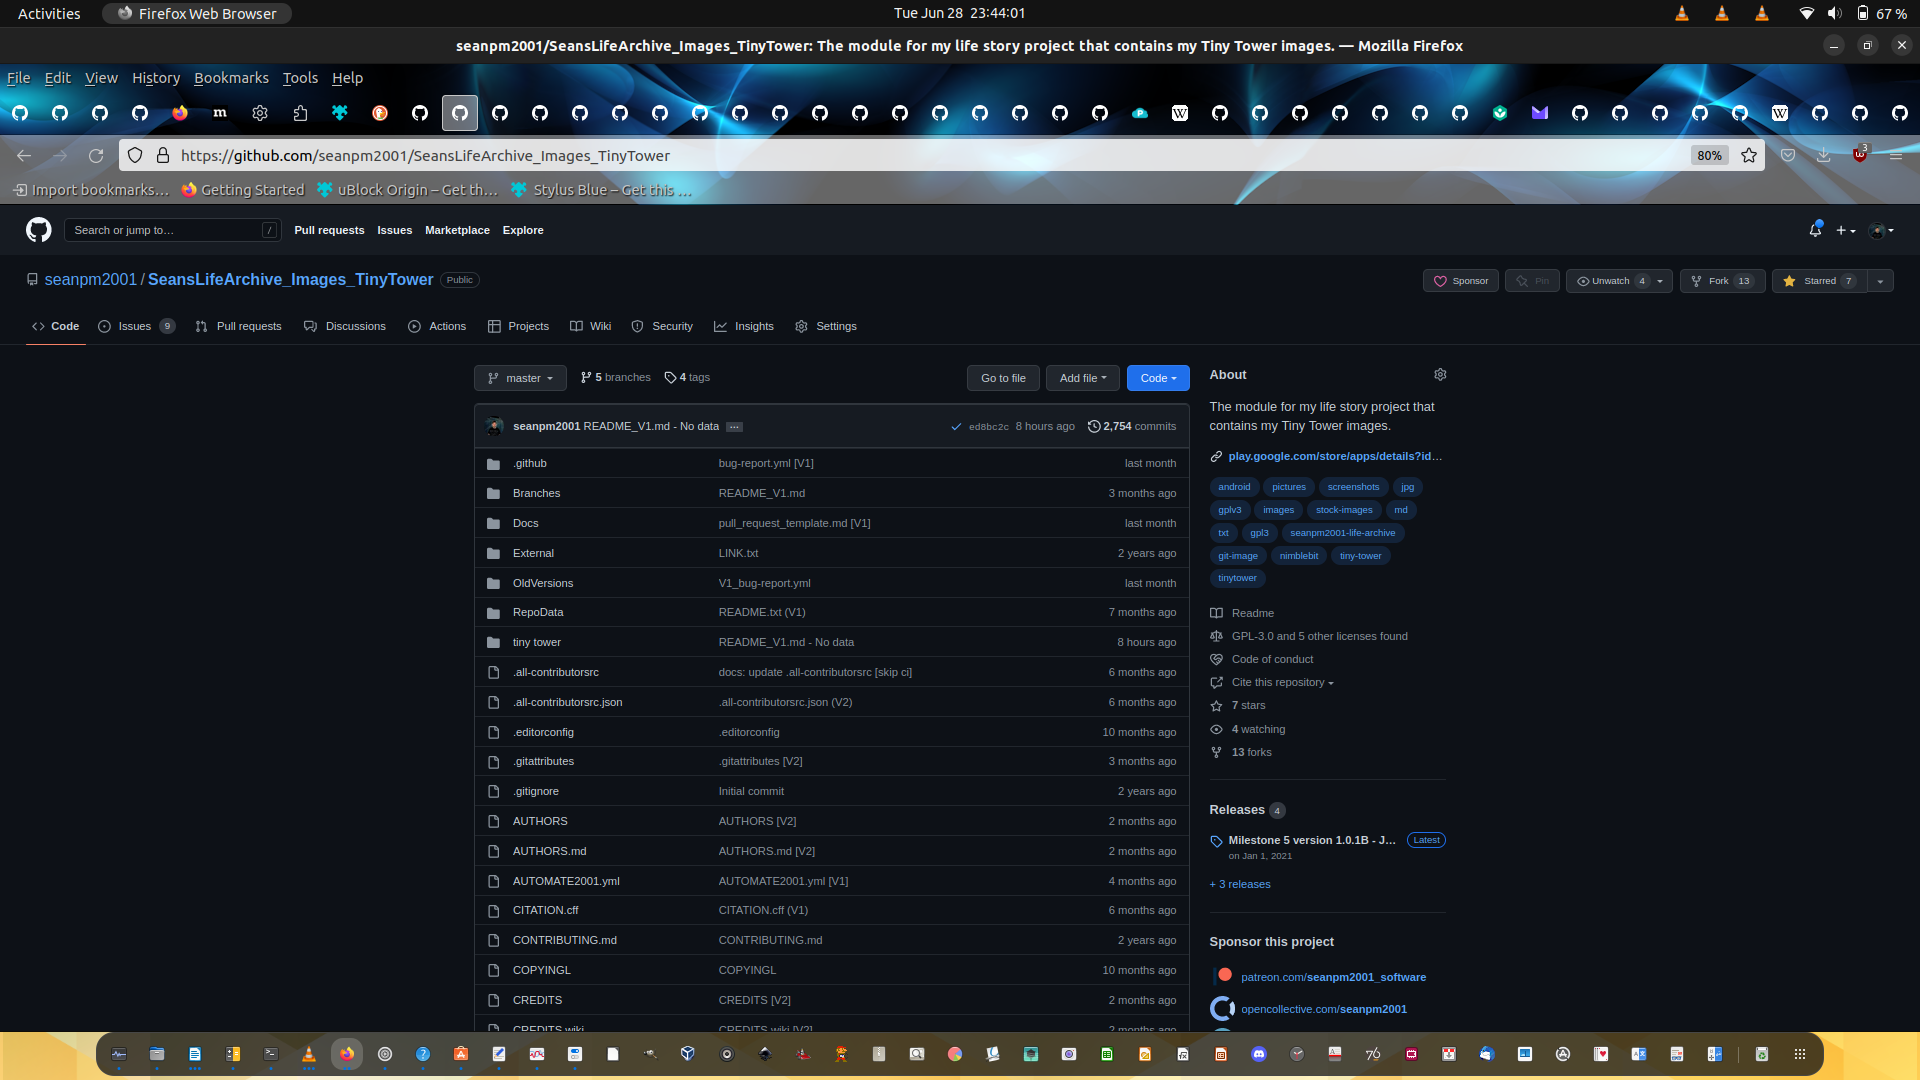 Activities Firefox Web Browser Tue Jun 28 23:44:01 67 %
seanpm2001/SeansLifeArchive_Images_TinyTower: The module for my life story project that contains my Tiny Tower images. — Mozilla Firefox
File Edit View History Bookmarks Tools Help
https://github.com/seanpm2001/SeansLifeArchive_Images_TinyTower 80% 3
Import bookmarks… Getting Started uBlock Origin – Get th… Stylus Blue – Get this …
Search or jump to… / Pull requests Issues Marketplace Explore
seanpm2001 / SeansLifeArchive_Images_TinyTower Public Sponsor Pin Unwatch 4 Fork 13 Starred 7
Code Issues 9 Pull requests Discussions Actions Projects Wiki Security Insights Settings
master 5 branches 4 tags Go to file Add file Code
seanpm2001 README_V1.md - No data … ed8bc2c 8 hours ago 2,754 commits
.github bug-report.yml [V1] last month
Branches README_V1.md 3 months ago
Docs pull_request_template.md [V1] last month
External LINK.txt 2 years ago
OldVersions V1_bug-report.yml last month
RepoData README.txt (V1) 7 months ago
tiny tower README_V1.md - No data 8 hours ago
.all-contributorsrc docs: update .all-contributorsrc [skip ci] 6 months ago
.all-contributorsrc.json .all-contributorsrc.json (V2) 6 months ago
.editorconfig .editorconfig 10 months ago
.gitattributes .gitattributes [V2] 3 months ago
.gitignore Initial commit 2 years ago
AUTHORS AUTHORS [V2] 2 months ago
AUTHORS.md AUTHORS.md [V2] 2 months ago
AUTOMATE2001.yml AUTOMATE2001.yml [V1] 4 months ago
CITATION.cff CITATION.cff (V1) 6 months ago
CONTRIBUTING.md CONTRIBUTING.md 2 years ago
COPYINGL COPYINGL 10 months ago
CREDITS CREDITS [V2] 2 months ago
CREDITS.wiki CREDITS.wiki [V2] 2 months ago
About
The module for my life story project that
contains my Tiny Tower images.
play.google.com/store/apps/details?id…
android pictures screenshots jpg
gplv3 images stock-images md
txt gpl3 seanpm2001-life-archive
git-image nimblebit tiny-tower
tinytower
Readme
GPL-3.0 and 5 other licenses found
Code of conduct
Cite this repository
7 stars
4 watching
13 forks
Releases 4
Milestone 5 version 1.0.1B - J… Latest
on Jan 1, 2021
+ 3 releases
Sponsor this project
patreon.com/seanpm2001_software
opencollective.com/seanpm2001